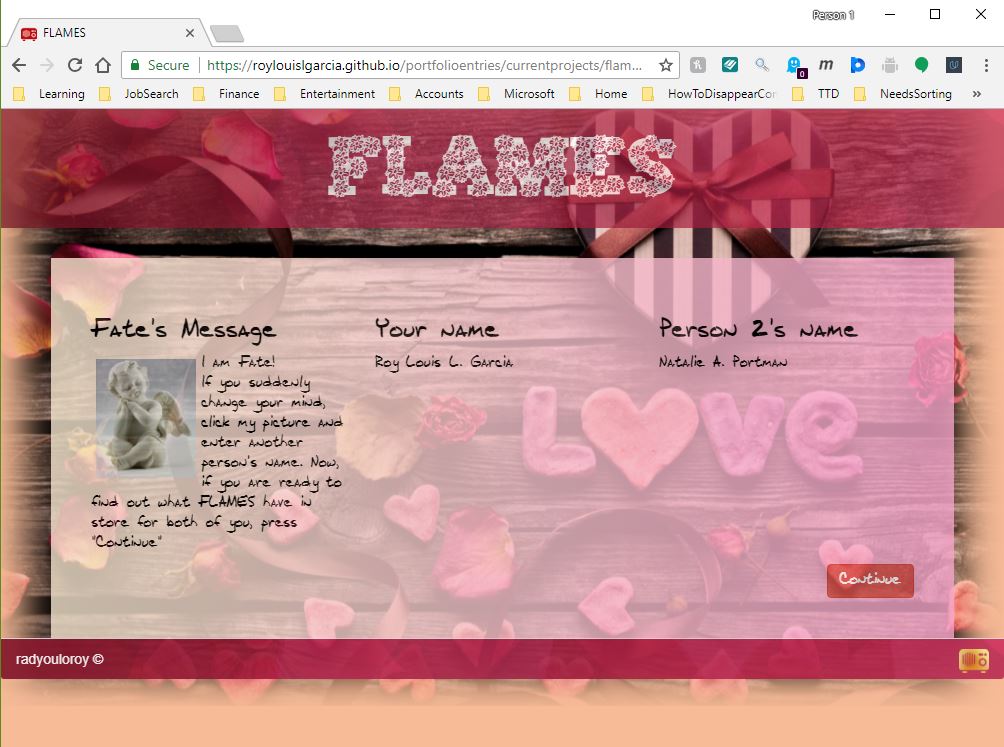 Person 1
FLAMES
Secure https://roylouislgarcia.github.io/portfolioentries/currentprojects/flam...
0 m
Learning JobSearch Finance Entertainment Accounts Microsoft Home HowToDisappearCor TTD NeedsSorting »
FLAMES
Fate's Message
I am Fate!
If you suddenly
change your mind,
click my picture and
enter another
person's name. Now,
if you are ready to
find out what FLAMES have in
store for both of you, press
"Continue"
Your name
Roy Louis L. Garcia
Person 2's name
Natalie A. Portman
Love
Continue
radyouloroy ©